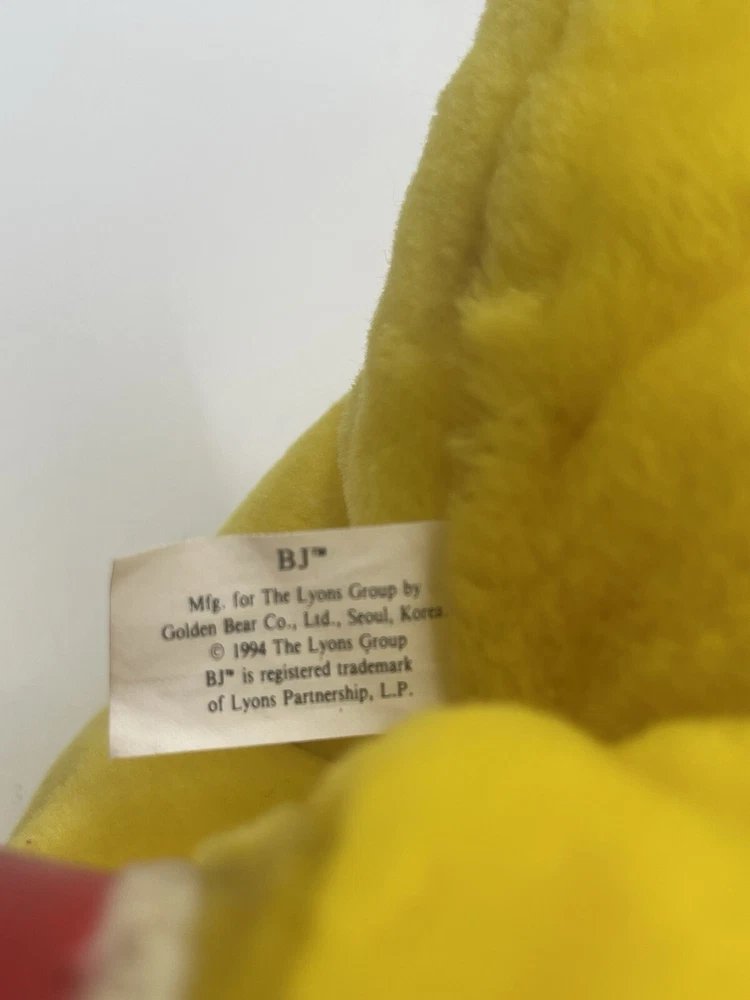 BJ™
Mfg. for The Lyons Group by
Golden Bear Co., Ltd., Seoul, Korea
© 1994 The Lyons Group
BJ™ is registered trademark
of Lyons Partnership, L.P.